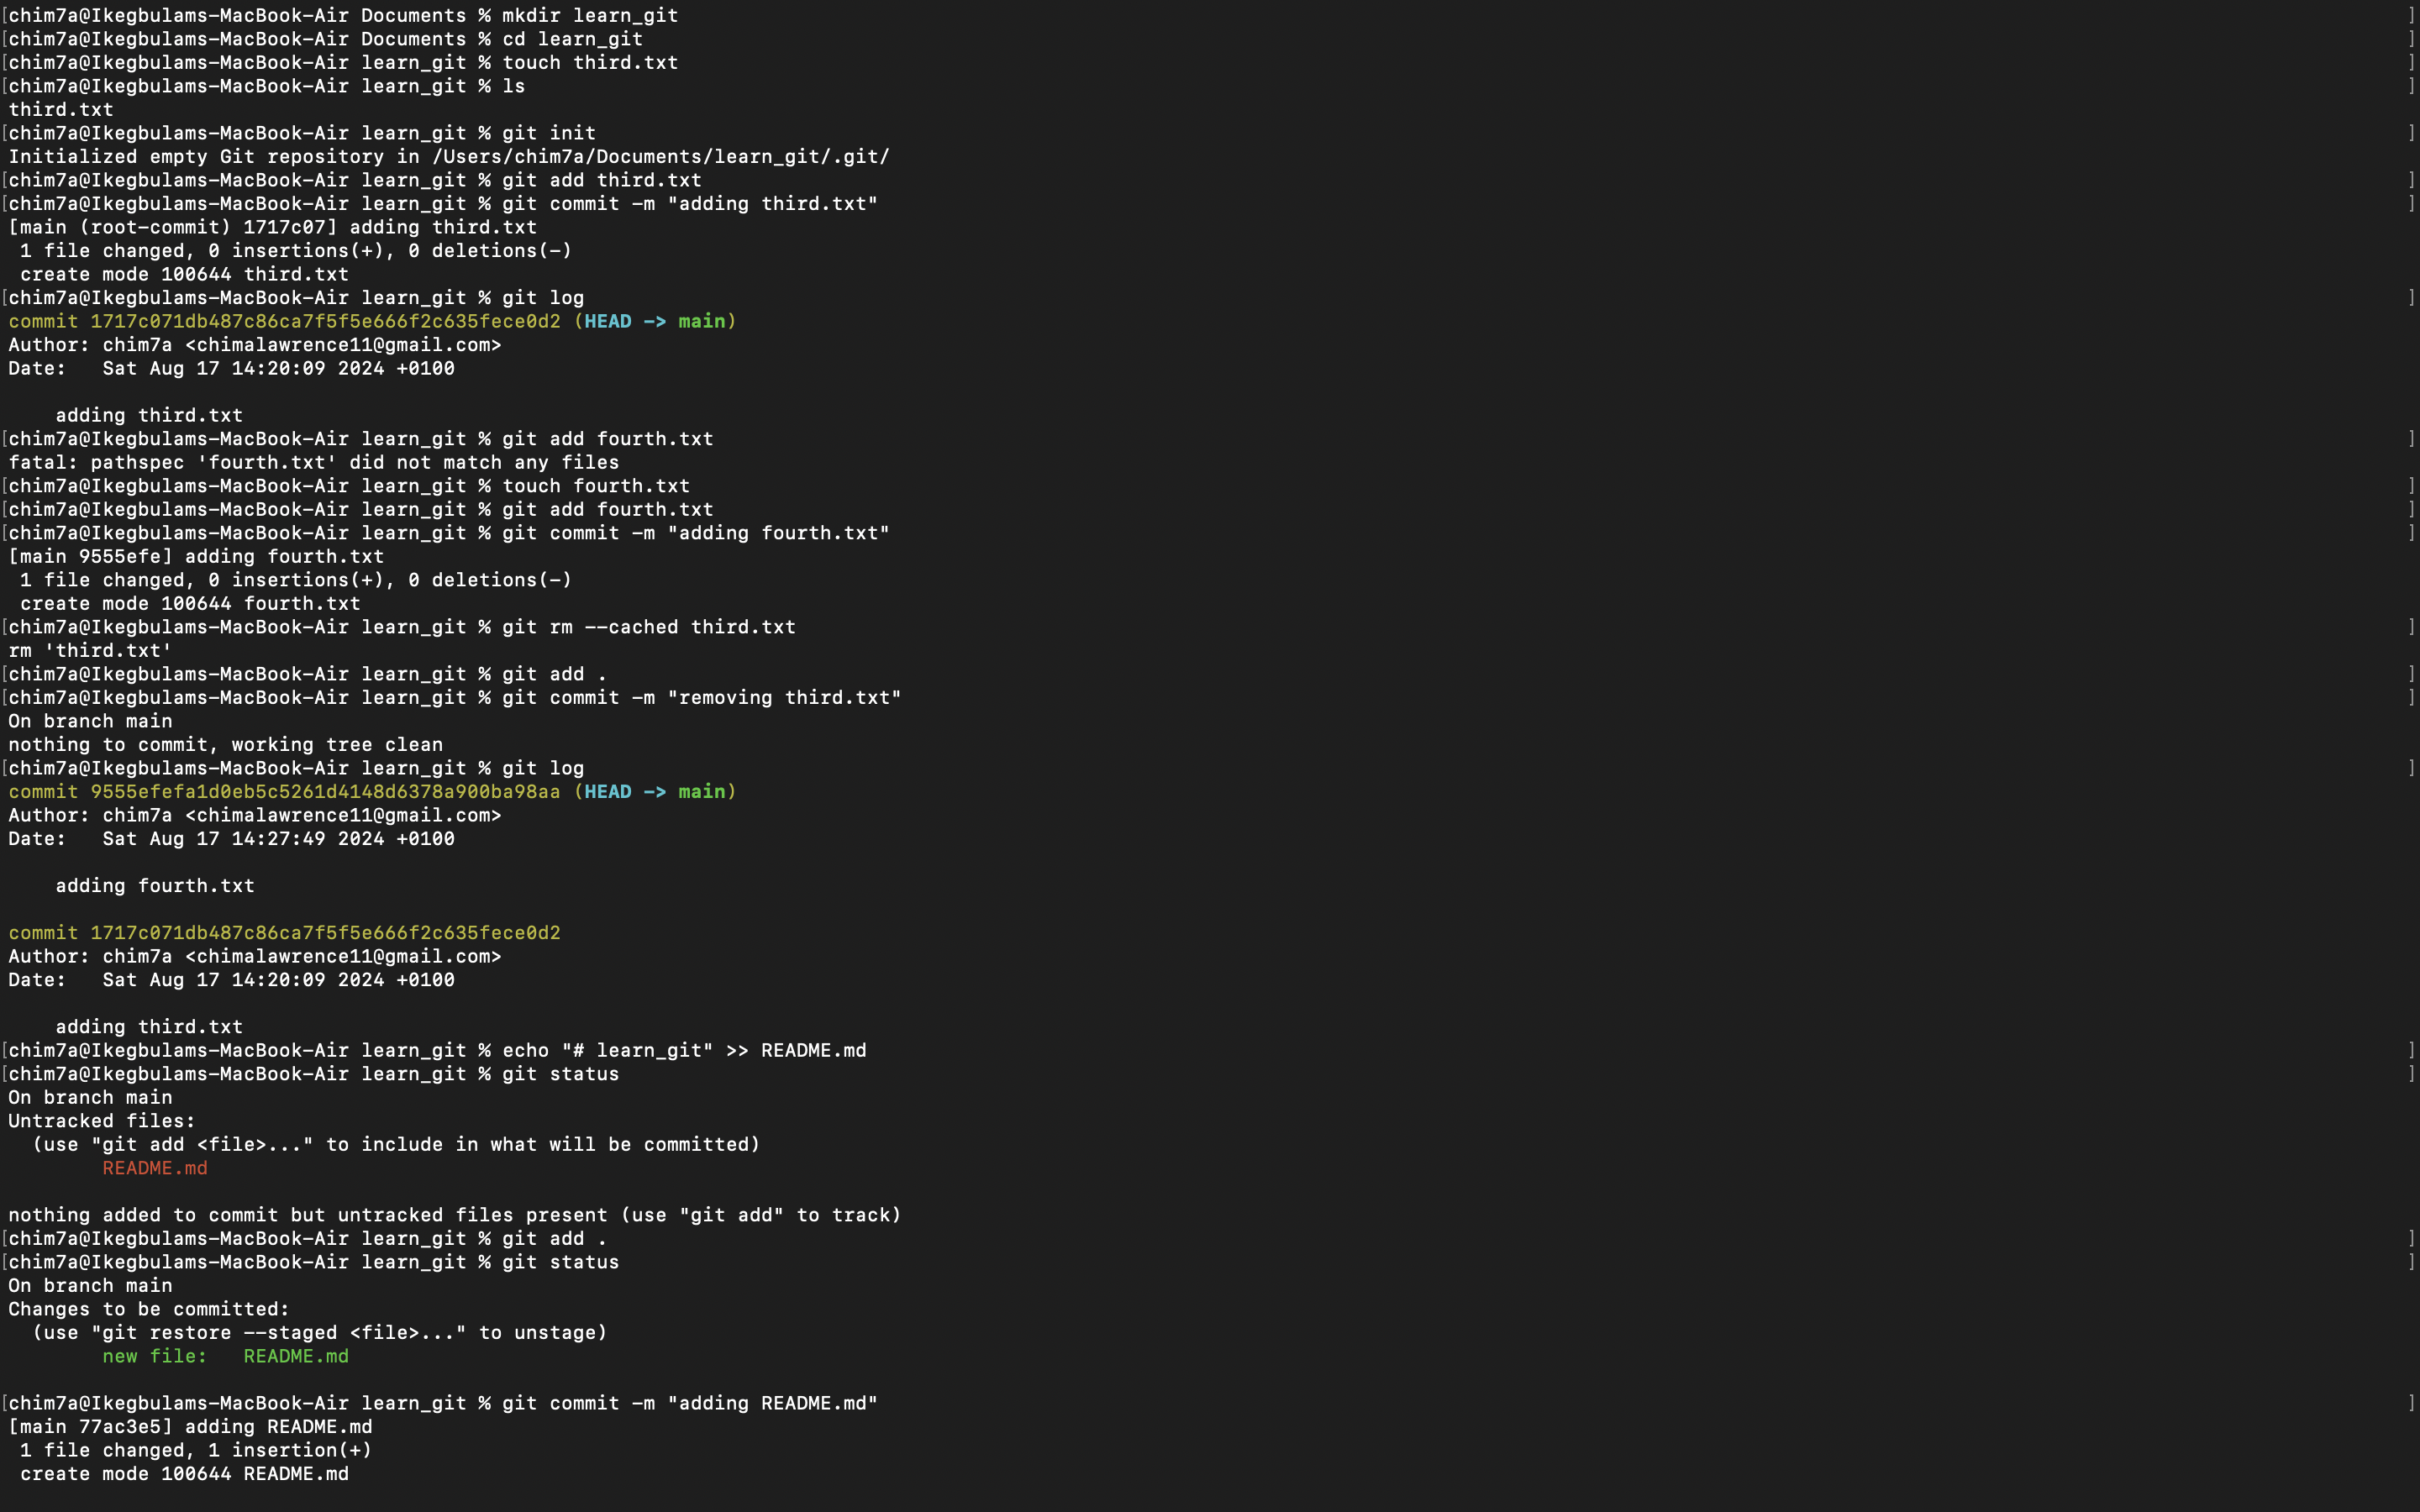 [chim7a@Ikegbulams-MacBook-Air Documents % mkdir learn_git ]
[chim7a@Ikegbulams-MacBook-Air Documents % cd learn_git ]
[chim7a@Ikegbulams-MacBook-Air learn_git % touch third.txt ]
[chim7a@Ikegbulams-MacBook-Air learn_git % ls ]
third.txt
[chim7a@Ikegbulams-MacBook-Air learn_git % git init ]
Initialized empty Git repository in /Users/chim7a/Documents/learn_git/.git/
[chim7a@Ikegbulams-MacBook-Air learn_git % git add third.txt ]
[chim7a@Ikegbulams-MacBook-Air learn_git % git commit -m "adding third.txt" ]
[main (root-commit) 1717c07] adding third.txt
 1 file changed, 0 insertions(+), 0 deletions(-)
 create mode 100644 third.txt
[chim7a@Ikegbulams-MacBook-Air learn_git % git log ]
commit 1717c071db487c86ca7f5f5e666f2c635fece0d2 (HEAD -> main)
Author: chim7a <chimalawrence11@gmail.com>
Date:   Sat Aug 17 14:20:09 2024 +0100

    adding third.txt
[chim7a@Ikegbulams-MacBook-Air learn_git % git add fourth.txt ]
fatal: pathspec 'fourth.txt' did not match any files
[chim7a@Ikegbulams-MacBook-Air learn_git % touch fourth.txt ]
[chim7a@Ikegbulams-MacBook-Air learn_git % git add fourth.txt ]
[chim7a@Ikegbulams-MacBook-Air learn_git % git commit -m "adding fourth.txt" ]
[main 9555efe] adding fourth.txt
 1 file changed, 0 insertions(+), 0 deletions(-)
 create mode 100644 fourth.txt
[chim7a@Ikegbulams-MacBook-Air learn_git % git rm --cached third.txt ]
rm 'third.txt'
[chim7a@Ikegbulams-MacBook-Air learn_git % git add . ]
[chim7a@Ikegbulams-MacBook-Air learn_git % git commit -m "removing third.txt" ]
On branch main
nothing to commit, working tree clean
[chim7a@Ikegbulams-MacBook-Air learn_git % git log ]
commit 9555efefa1d0eb5c5261d4148d6378a900ba98aa (HEAD -> main)
Author: chim7a <chimalawrence11@gmail.com>
Date:   Sat Aug 17 14:27:49 2024 +0100

    adding fourth.txt

commit 1717c071db487c86ca7f5f5e666f2c635fece0d2
Author: chim7a <chimalawrence11@gmail.com>
Date:   Sat Aug 17 14:20:09 2024 +0100

    adding third.txt
[chim7a@Ikegbulams-MacBook-Air learn_git % echo "# learn_git" >> README.md ]
[chim7a@Ikegbulams-MacBook-Air learn_git % git status ]
On branch main
Untracked files:
  (use "git add <file>..." to include in what will be committed)
        README.md

nothing added to commit but untracked files present (use "git add" to track)
[chim7a@Ikegbulams-MacBook-Air learn_git % git add . ]
[chim7a@Ikegbulams-MacBook-Air learn_git % git status ]
On branch main
Changes to be committed:
  (use "git restore --staged <file>..." to unstage)
        new file:   README.md

[chim7a@Ikegbulams-MacBook-Air learn_git % git commit -m "adding README.md" ]
[main 77ac3e5] adding README.md
 1 file changed, 1 insertion(+)
 create mode 100644 README.md